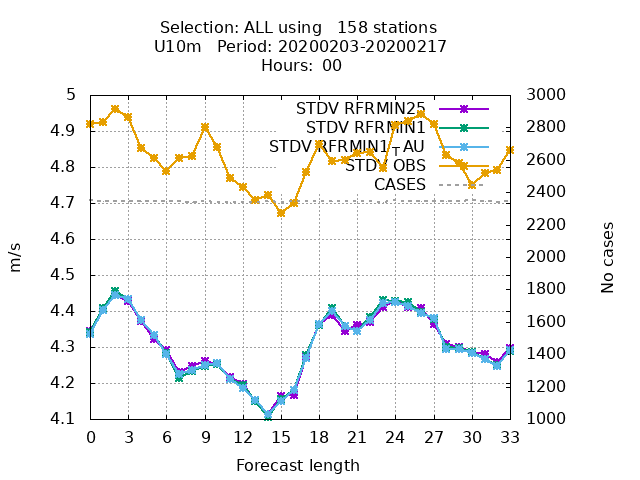 Selection: ALL using   158 stations
U10m   Period: 20200203-20200217
Hours:  00
5
4.9
4.8
4.7
4.6
4.5
4.4
4.3
4.2
4.1
3000
2800
2600
2400
2200
2000
1800
1600
1400
1200
1000
STDV RFRMIN25
STDV RFRMIN1
STDV RFRMIN1_TAU
STDV OBS
CASES
m/s
No cases
0 3 6 9 12 15 18 21 24 27 30 33
Forecast length